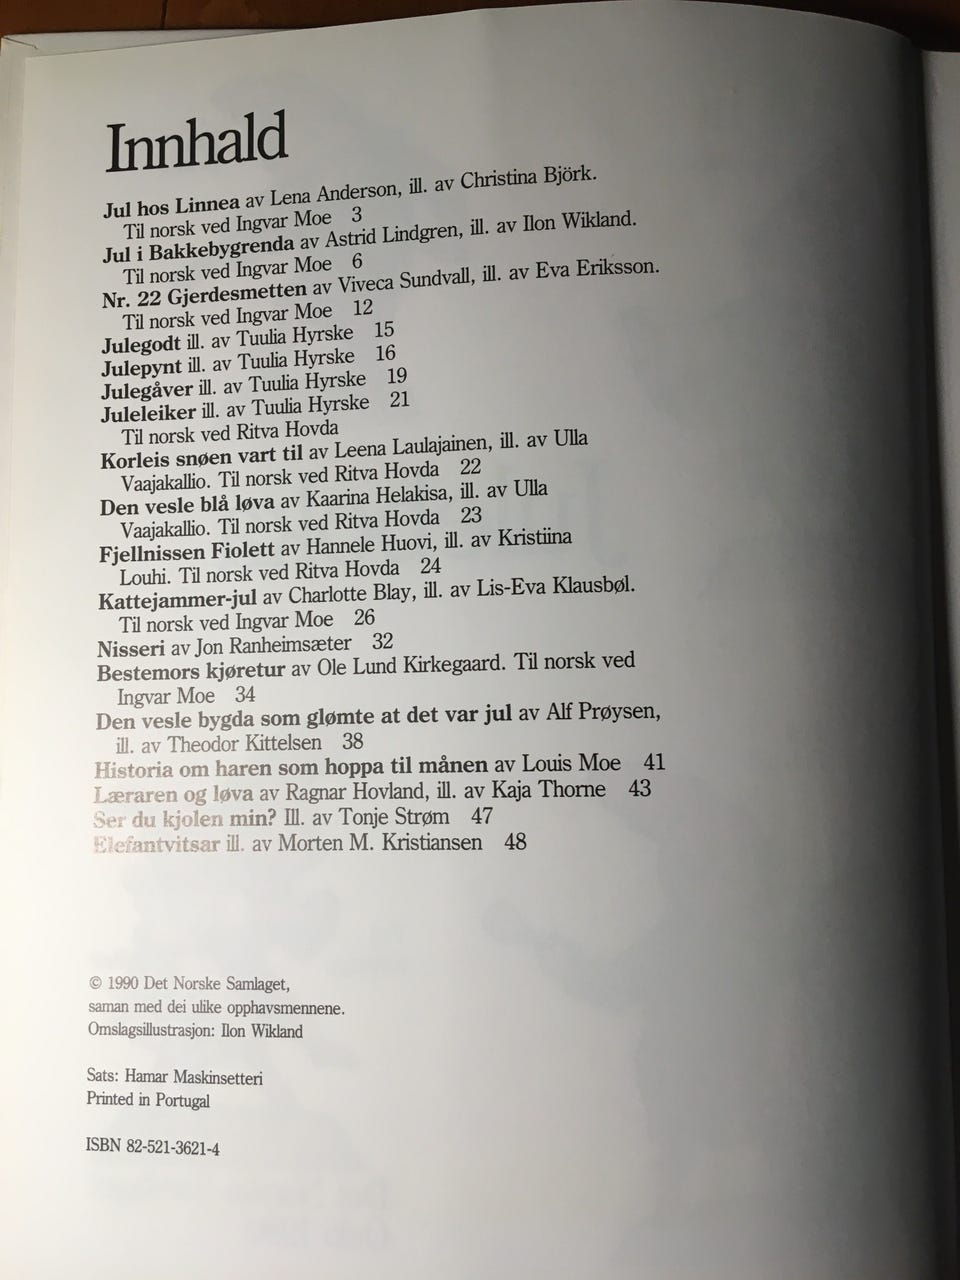 Innhald
Jul hos Linnea av Lena Anderson, ill. av Christina Björk.
Til norsk ved Ingvar Moe 3
Jul i Bakkebygrenda av Astrid Lindgren, ill. av Ilon Wikland.
Til norsk ved Ingvar Moe 6
Nr. 22 Gjerdesmetten av Viveca Sundvall, ill. av Eva Eriksson.
Til norsk ved Ingvar Moe 12
Julegodt ill. av Tuulia Hyrske 15
Julepynt ill. av Tuulia Hyrske 16
Julegåver ill. av Tuulia Hyrske 19
Juleleiker ill. av Tuulia Hyrske 21
Til norsk ved Ritva Hovda
Korleis snøen vart til av Leena Laulajainen, ill. av Ulla
Vaajakallio. Til norsk ved Ritva Hovda 22
Den vesle blå løva av Kaarina Helakisa, ill. av Ulla
Vaajakallio. Til norsk ved Ritva Hovda 23
Fjellnissen Fiolett av Hannele Huovi, ill. av Kristiina
Louhi. Til norsk ved Ritva Hovda 24
Kattejammer-jul av Charlotte Blay, ill. av Lis-Eva Klausbøl.
Til norsk ved Ingvar Moe 26
Nisseri av Jon Ranheimsæter 32
Bestemors kjøretur av Ole Lund Kirkegaard. Til norsk ved
Ingvar Moe 34
Den vesle bygda som glømte at det var jul av Alf Prøysen,
ill. av Theodor Kittelsen 38
Historia om haren som hoppa til månen av Louis Moe 41
Læraren og løva av Ragnar Hovland, ill. av Kaja Thorne 43
Ser du kjolen min? Ill. av Tonje Strøm 47
Elefantvitsar ill. av Morten M. Kristiansen 48
© 1990 Det Norske Samlaget,
saman med dei ulike opphavsmennene.
Omslagsillustrasjon: Ilon Wikland
Sats: Hamar Maskinsetteri
Printed in Portugal
ISBN 82-521-3621-4